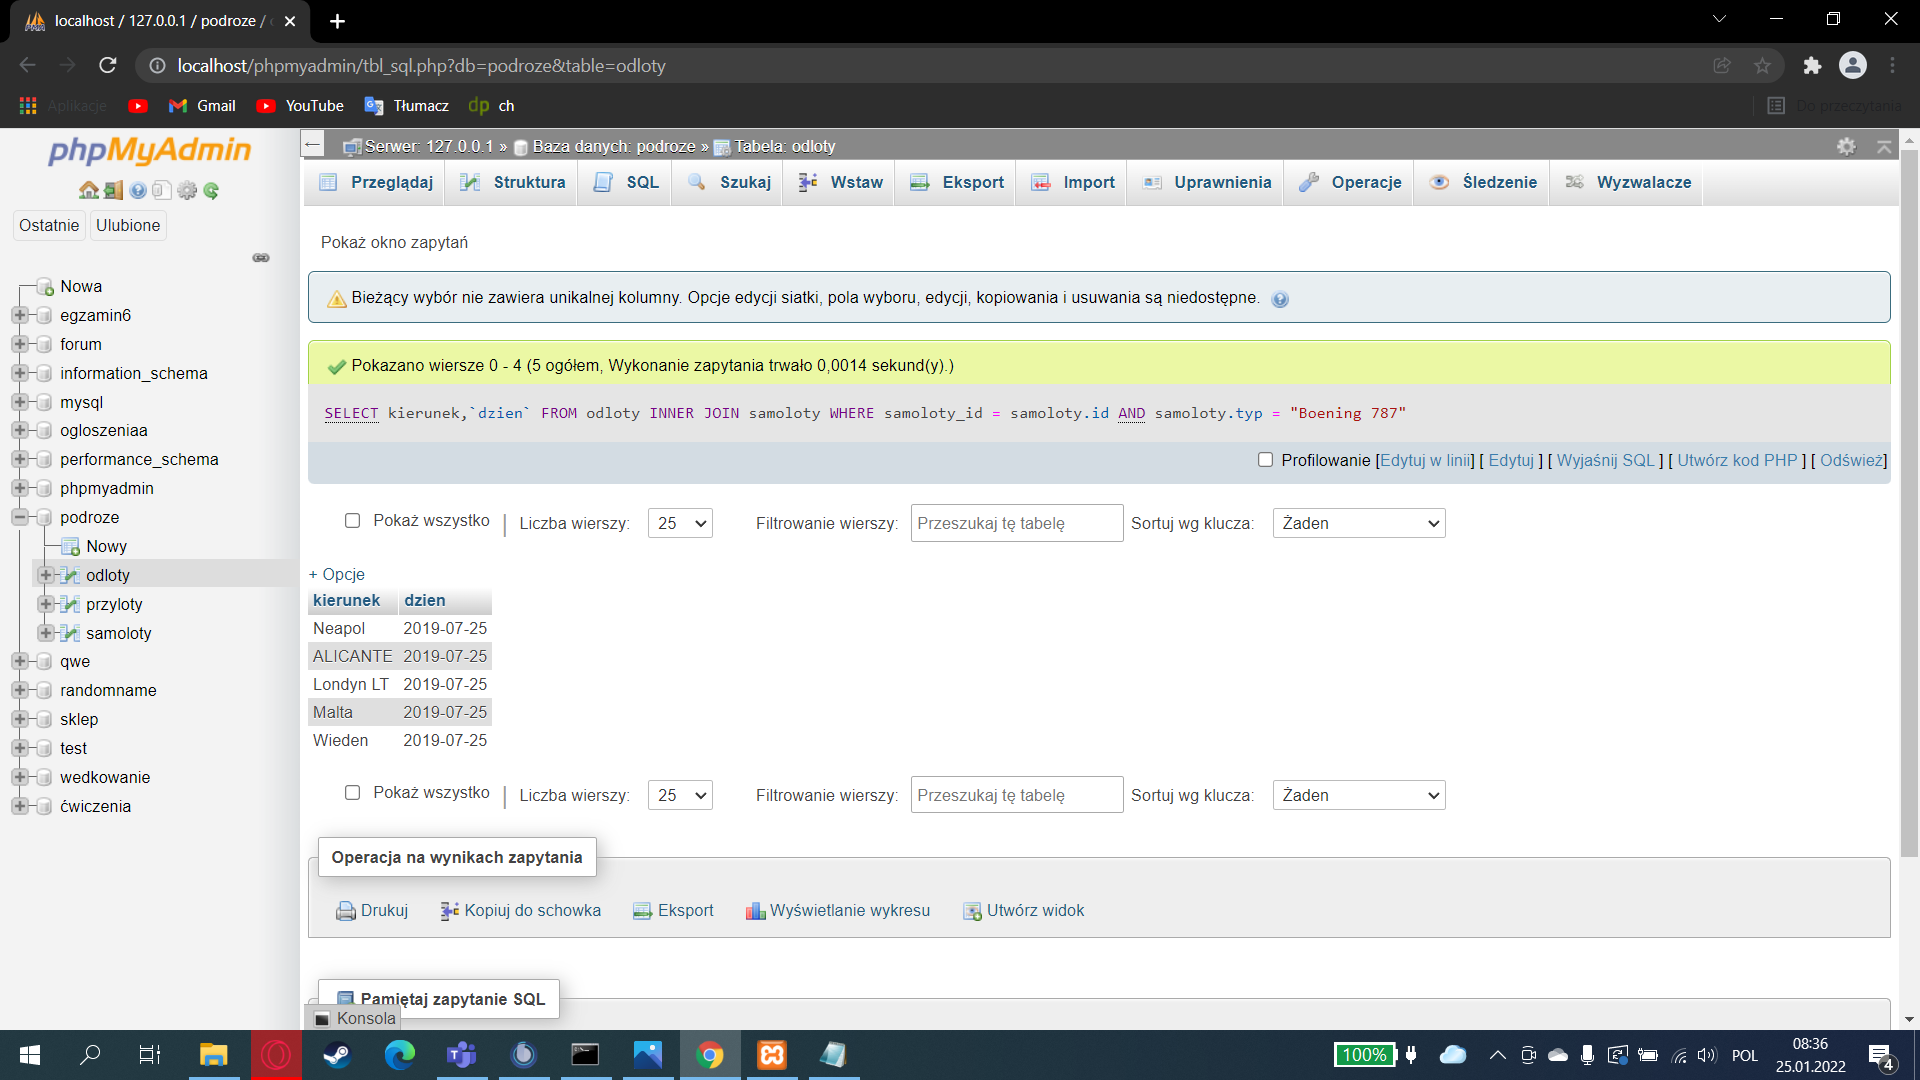 localhost / 127.0.0.1 / podroze /
localhost/phpmyadmin/tbl_sql.php?db=podroze&table=odloty
Aplikacje
Gmail
YouTube
Tłumacz
dp ch
Do przeczytania
phpMyAdmin
Ostatnie
Ulubione
Nowa
egzamin6
forum
information_schema
mysql
ogloszeniaa
performance_schema
phpmyadmin
podroze
Nowy
odloty
przyloty
samoloty
qwe
randomname
sklep
test
wedkowanie
ćwiczenia
Serwer: 127.0.0.1 » Baza danych: podroze » Tabela: odloty
Przeglądaj
Struktura
SQL
Szukaj
Wstaw
Eksport
Import
Uprawnienia
Operacje
Śledzenie
Wyzwalacze
Pokaż okno zapytań
Bieżący wybór nie zawiera unikalnej kolumny. Opcje edycji siatki, pola wyboru, edycji, kopiowania i usuwania są niedostępne.
Pokazano wiersze 0 - 4 (5 ogółem, Wykonanie zapytania trwało 0,0014 sekund(y).)
SELECT kierunek,`dzien` FROM odloty INNER JOIN samoloty WHERE samoloty_id = samoloty.id AND samoloty.typ = "Boening 787"
Profilowanie [Edytuj w linii] [ Edytuj ] [ Wyjaśnij SQL ] [ Utwórz kod PHP ] [ Odśwież]
Pokaż wszystko | Liczba wierszy: 25 Filtrowanie wierszy: Przeszukaj tę tabelę Sortuj wg klucza: Żaden
+ Opcje
kierunek dzien
Neapol 2019-07-25
ALICANTE 2019-07-25
Londyn LT 2019-07-25
Malta 2019-07-25
Wieden 2019-07-25
Pokaż wszystko | Liczba wierszy: 25 Filtrowanie wierszy: Przeszukaj tę tabelę Sortuj wg klucza: Żaden
Operacja na wynikach zapytania
Drukuj
Kopiuj do schowka
Eksport
Wyświetlanie wykresu
Utwórz widok
Pamiętaj zapytanie SQL
Konsola
100%
POL
08:36
25.01.2022
4